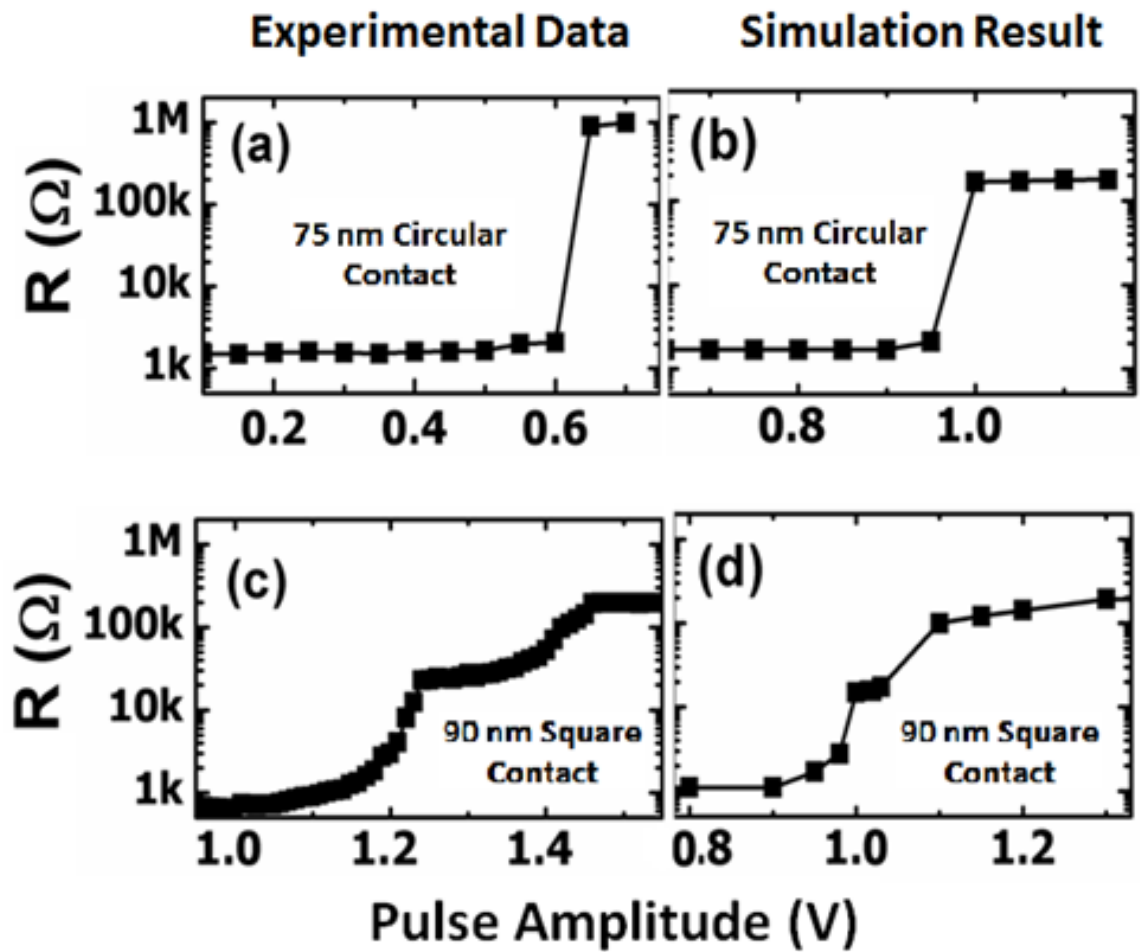 Experimental Data
Simulation Result
R (Ω)
1M
100k
10k
1k
(a)
75 nm Circular
Contact
0.2
0.4
0.6
(b)
75 nm Circular
Contact
0.8
1.0
R (Ω)
1M
100k
10k
1k
(c)
90 nm Square
Contact
1.0
1.2
1.4
(d)
90 nm Square
Contact
0.8
1.0
1.2
Pulse Amplitude (V)